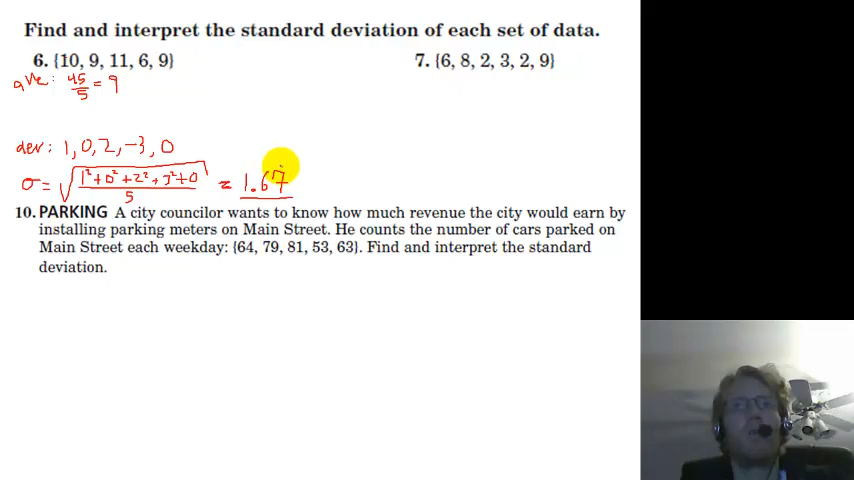 Find and interpret the standard deviation of each set of data.
6. {10, 9, 11, 6, 9}
7. {6, 8, 2, 3, 2, 9}
ave: 45/5 = 9
dev: 1, 0, 2, -3, 0
σ = √(1²+0²+2²+3²+0/5) ≈ 1.67
10. PARKING A city councilor wants to know how much revenue the city would earn by
installing parking meters on Main Street. He counts the number of cars parked on
Main Street each weekday: {64, 79, 81, 53, 63}. Find and interpret the standard
deviation.